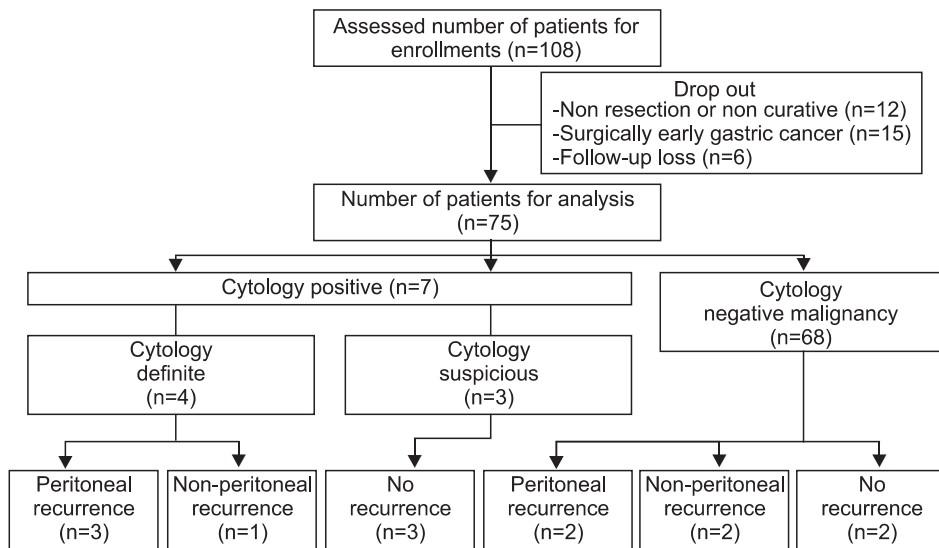 Assessed number of patients for
enrollments (n=108)
Drop out
-Non resection or non curative (n=12)
-Surgically early gastric cancer (n=15)
-Follow-up loss (n=6)
Number of patients for analysis
(n=75)
Cytology positive (n=7)
Cytology
negative malignancy
(n=68)
Cytology
definite
(n=4)
Cytology
suspicious
(n=3)
Peritoneal
recurrence
(n=3)
Non-peritoneal
recurrence
(n=1)
No
recurrence
(n=3)
Peritoneal
recurrence
(n=2)
Non-peritoneal
recurrence
(n=2)
No
recurrence
(n=2)